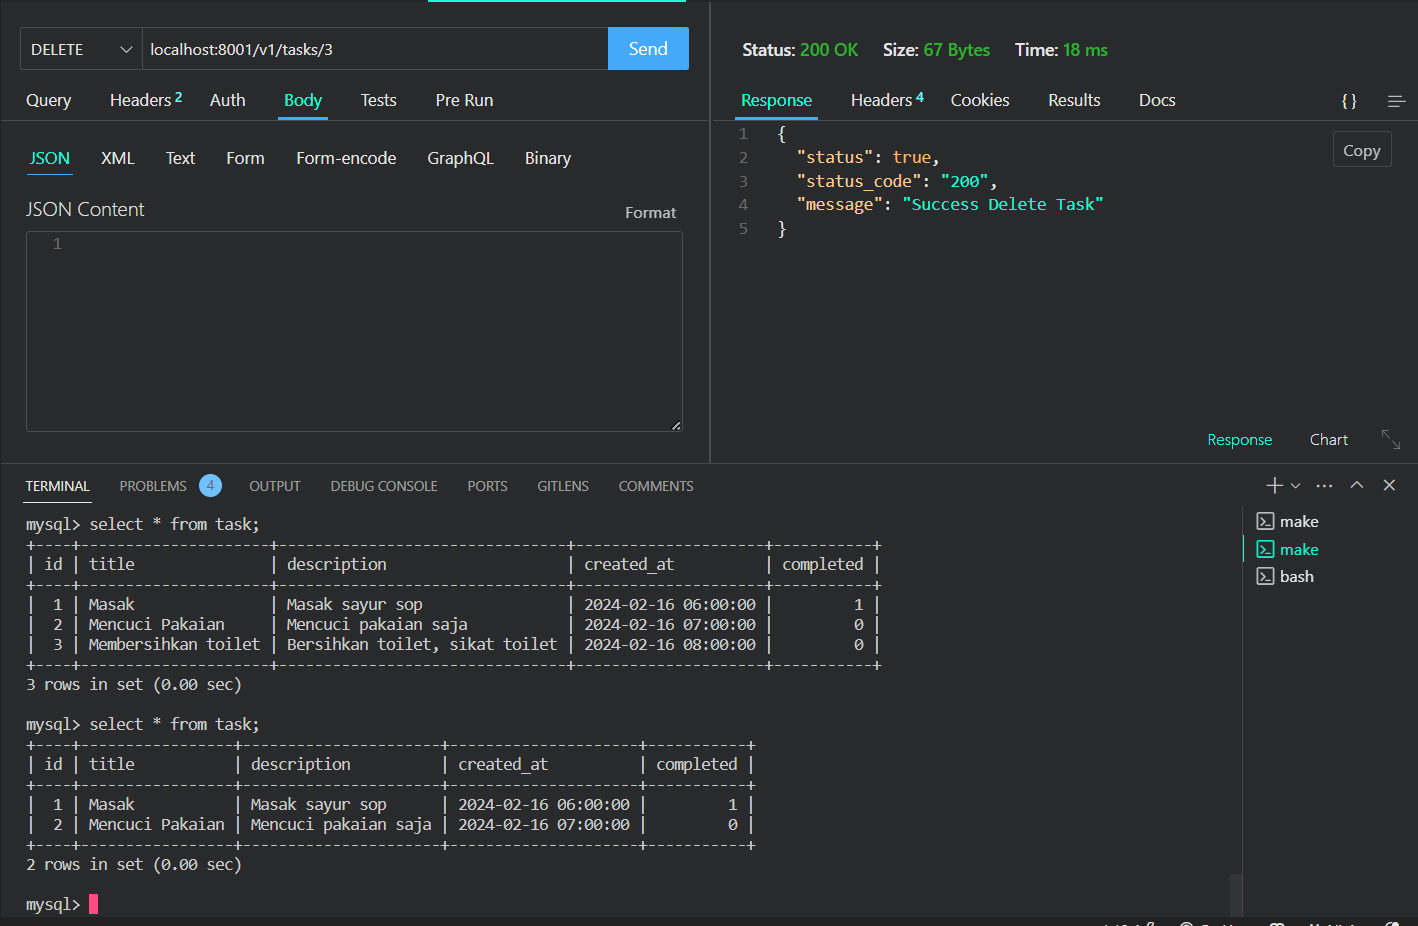 DELETE localhost:8001/v1/tasks/3 Send
Query Headers 2 Auth Body Tests Pre Run
JSON XML Text Form Form-encode GraphQL Binary
JSON Content Format
1
Status: 200 OK Size: 67 Bytes Time: 18 ms
Response Headers 4 Cookies Results Docs { }
Copy
1 {
2 "status": true,
3 "status_code": "200",
4 "message": "Success Delete Task"
5 }
Response Chart
TERMINAL PROBLEMS 4 OUTPUT DEBUG CONSOLE PORTS GITLENS COMMENTS
mysql> select * from task;
+----+---------------------+--------------------------------+---------------------+-----------+
| id | title               | description                    | created_at          | completed |
+----+---------------------+--------------------------------+---------------------+-----------+
|  1 | Masak               | Masak sayur sop                | 2024-02-16 06:00:00 |         1 |
|  2 | Mencuci Pakaian     | Mencuci pakaian saja           | 2024-02-16 07:00:00 |         0 |
|  3 | Membersihkan toilet | Bersihkan toilet, sikat toilet | 2024-02-16 08:00:00 |         0 |
+----+---------------------+--------------------------------+---------------------+-----------+
3 rows in set (0.00 sec)
mysql> select * from task;
+----+-----------------+----------------------+---------------------+-----------+
| id | title           | description          | created_at          | completed |
+----+-----------------+----------------------+---------------------+-----------+
|  1 | Masak           | Masak sayur sop      | 2024-02-16 06:00:00 |         1 |
|  2 | Mencuci Pakaian | Mencuci pakaian saja | 2024-02-16 07:00:00 |         0 |
+----+-----------------+----------------------+---------------------+-----------+
2 rows in set (0.00 sec)
mysql>
make
make
bash